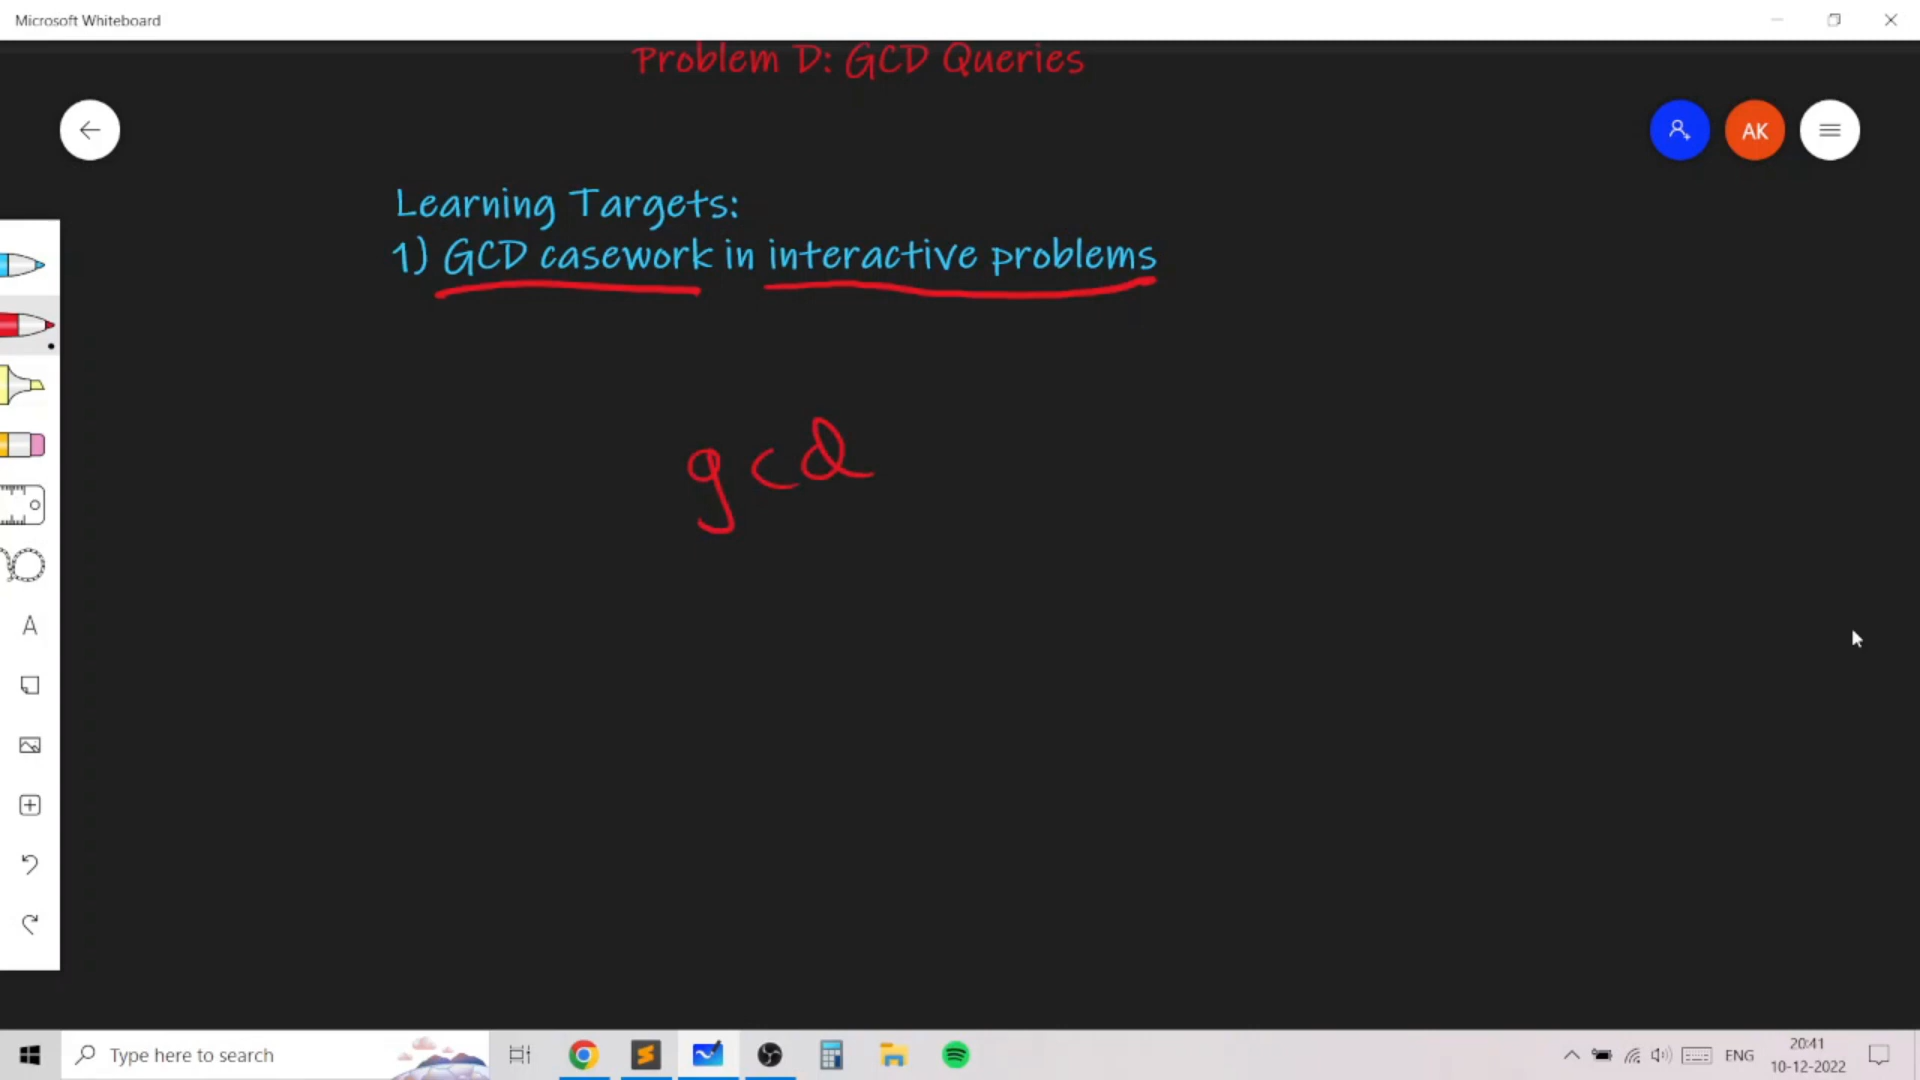 Microsoft Whiteboard
Problem D: GCD Queries
AK
Learning Targets:
1) GCD casework in interactive problems
gcd
A
Type here to search
ENG
20:41
10-12-2022